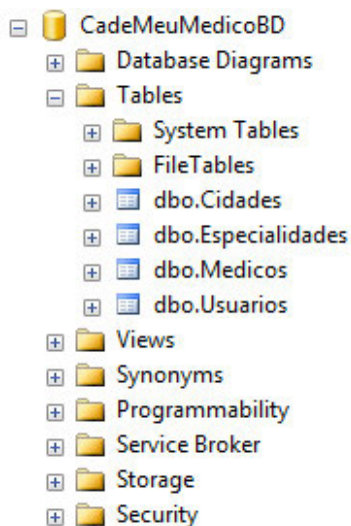 CadeMeuMedicoBD
Database Diagrams
Tables
System Tables
FileTables
dbo.Cidades
dbo.Especialidades
dbo.Medicos
dbo.Usuarios
Views
Synonyms
Programmability
Service Broker
Storage
Security